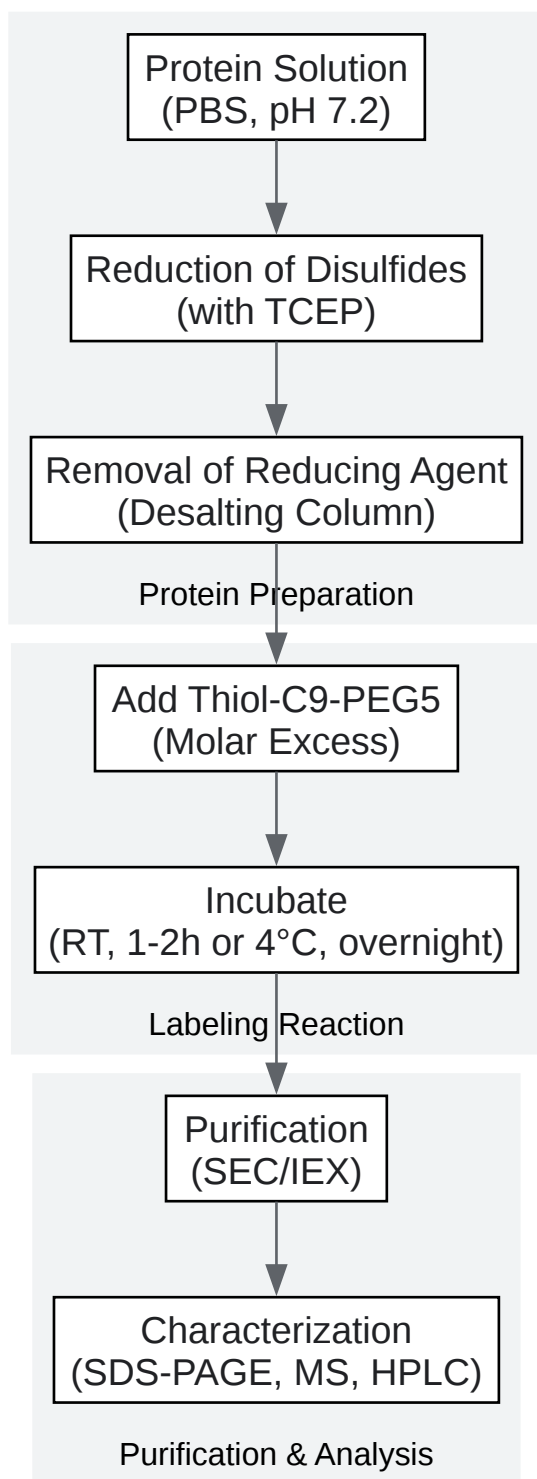 Protein Solution
(PBS, pH 7.2)
Reduction of Disulfides
(with TCEP)
Removal of Reducing Agent
(Desalting Column)
Protein Preparation
Add Thiol-C9-PEG5
(Molar Excess)
Incubate
(RT, 1-2h or 4°C, overnight)
Labeling Reaction
Purification
(SEC/IEX)
Characterization
(SDS-PAGE, MS, HPLC)
Purification & Analysis